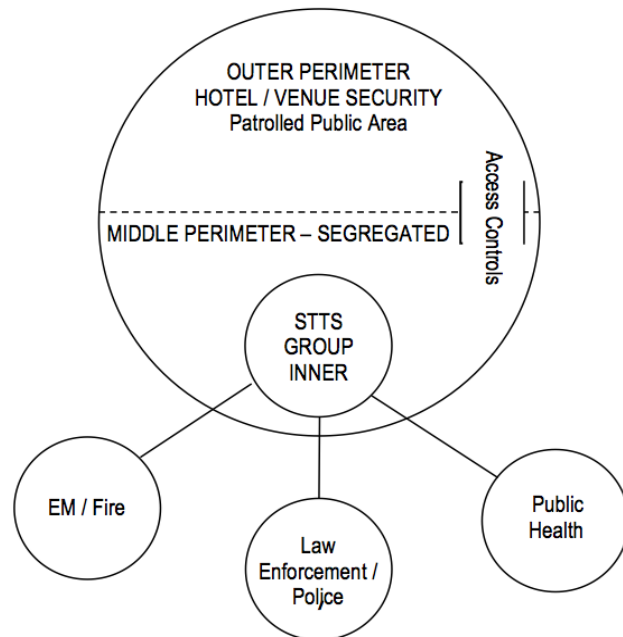 OUTER PERIMETER
HOTEL / VENUE SECURITY
Patrolled Public Area
Access Controls
MIDDLE PERIMETER – SEGREGATED
STTS
GROUP
INNER
EM / Fire
Law
Enforcement /
Police
Public
Health